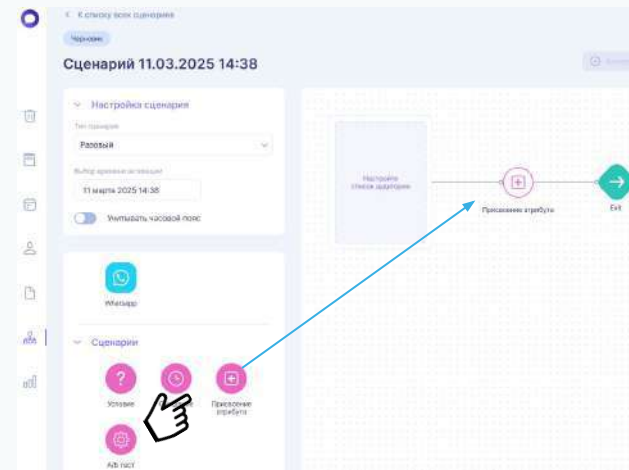 К списку всех сценариев
Черновик
Сценарий 11.03.2025 14:38
Настройка сценария
Тип сценария
Разовый
Выбор времени активации
11 марта 2025 14:38
Учитывать часовой пояс
Настройте
список аудитории
Присвоение атрибута
Exit
Whatsapp
Сценарии
Условие
Присвоение
атрибута
A/B тест